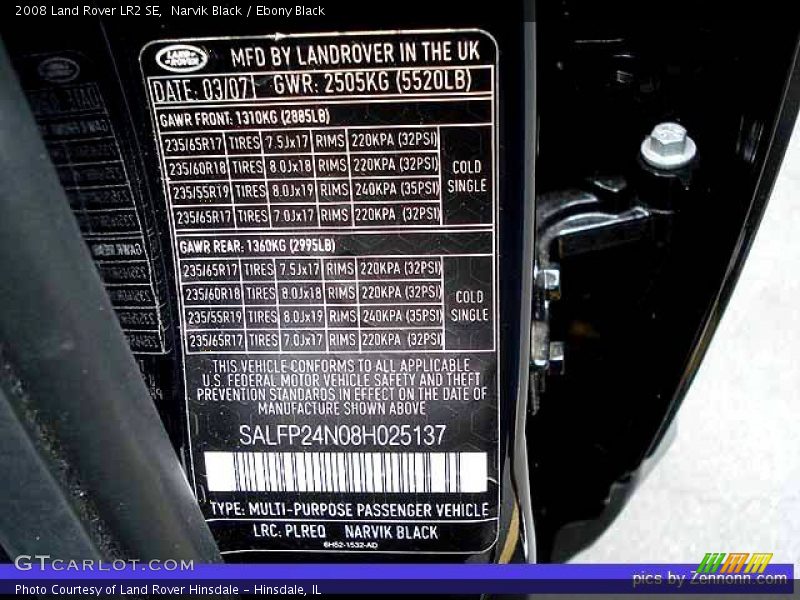 2008 Land Rover LR2 SE, Narvik Black / Ebony Black
LAND ROVER
MFD BY LANDROVER IN THE UK
DATE: 03/07 GWR: 2505KG (5520LB)
GAWR FRONT: 1310KG (2885LB)
235/65R17 TIRES 7.5Jx17 RIMS 220KPA (32PSI)
235/60R18 TIRES 8.0Jx18 RIMS 220KPA (32PSI)
235/55R19 TIRES 8.0Jx19 RIMS 240KPA (35PSI)
235/65R17 TIRES 7.0Jx17 RIMS 220KPA (32PSI)
COLD
SINGLE
GAWR REAR: 1360KG (2995LB)
235/65R17 TIRES 7.5Jx17 RIMS 220KPA (32PSI)
235/60R18 TIRES 8.0Jx18 RIMS 220KPA (32PSI)
235/55R19 TIRES 8.0Jx19 RIMS 240KPA (35PSI)
235/65R17 TIRES 7.0Jx17 RIMS 220KPA (32PSI)
COLD
SINGLE
THIS VEHICLE CONFORMS TO ALL APPLICABLE
U.S. FEDERAL MOTOR VEHICLE SAFETY AND THEFT
PREVENTION STANDARDS IN EFFECT ON THE DATE OF
MANUFACTURE SHOWN ABOVE
SALFP24N08H025137
TYPE: MULTI-PURPOSE PASSENGER VEHICLE
LRC: PLREQ NARVIK BLACK
6H52-1532-AD
GTCARLOT.COM
pics by Zennonn.com
Photo Courtesy of Land Rover Hinsdale - Hinsdale, IL